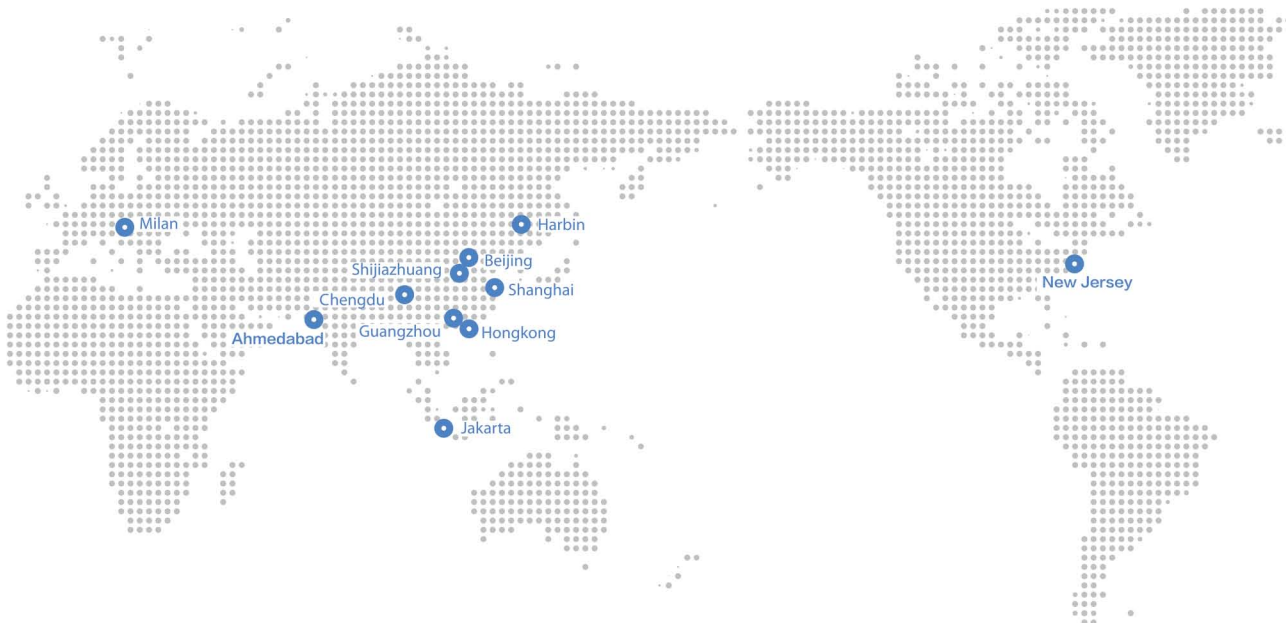 Milan
Harbin
Beijing
Shijiazhuang
Shanghai
Chengdu
New Jersey
Guangzhou
Hongkong
Ahmedabad
Jakarta